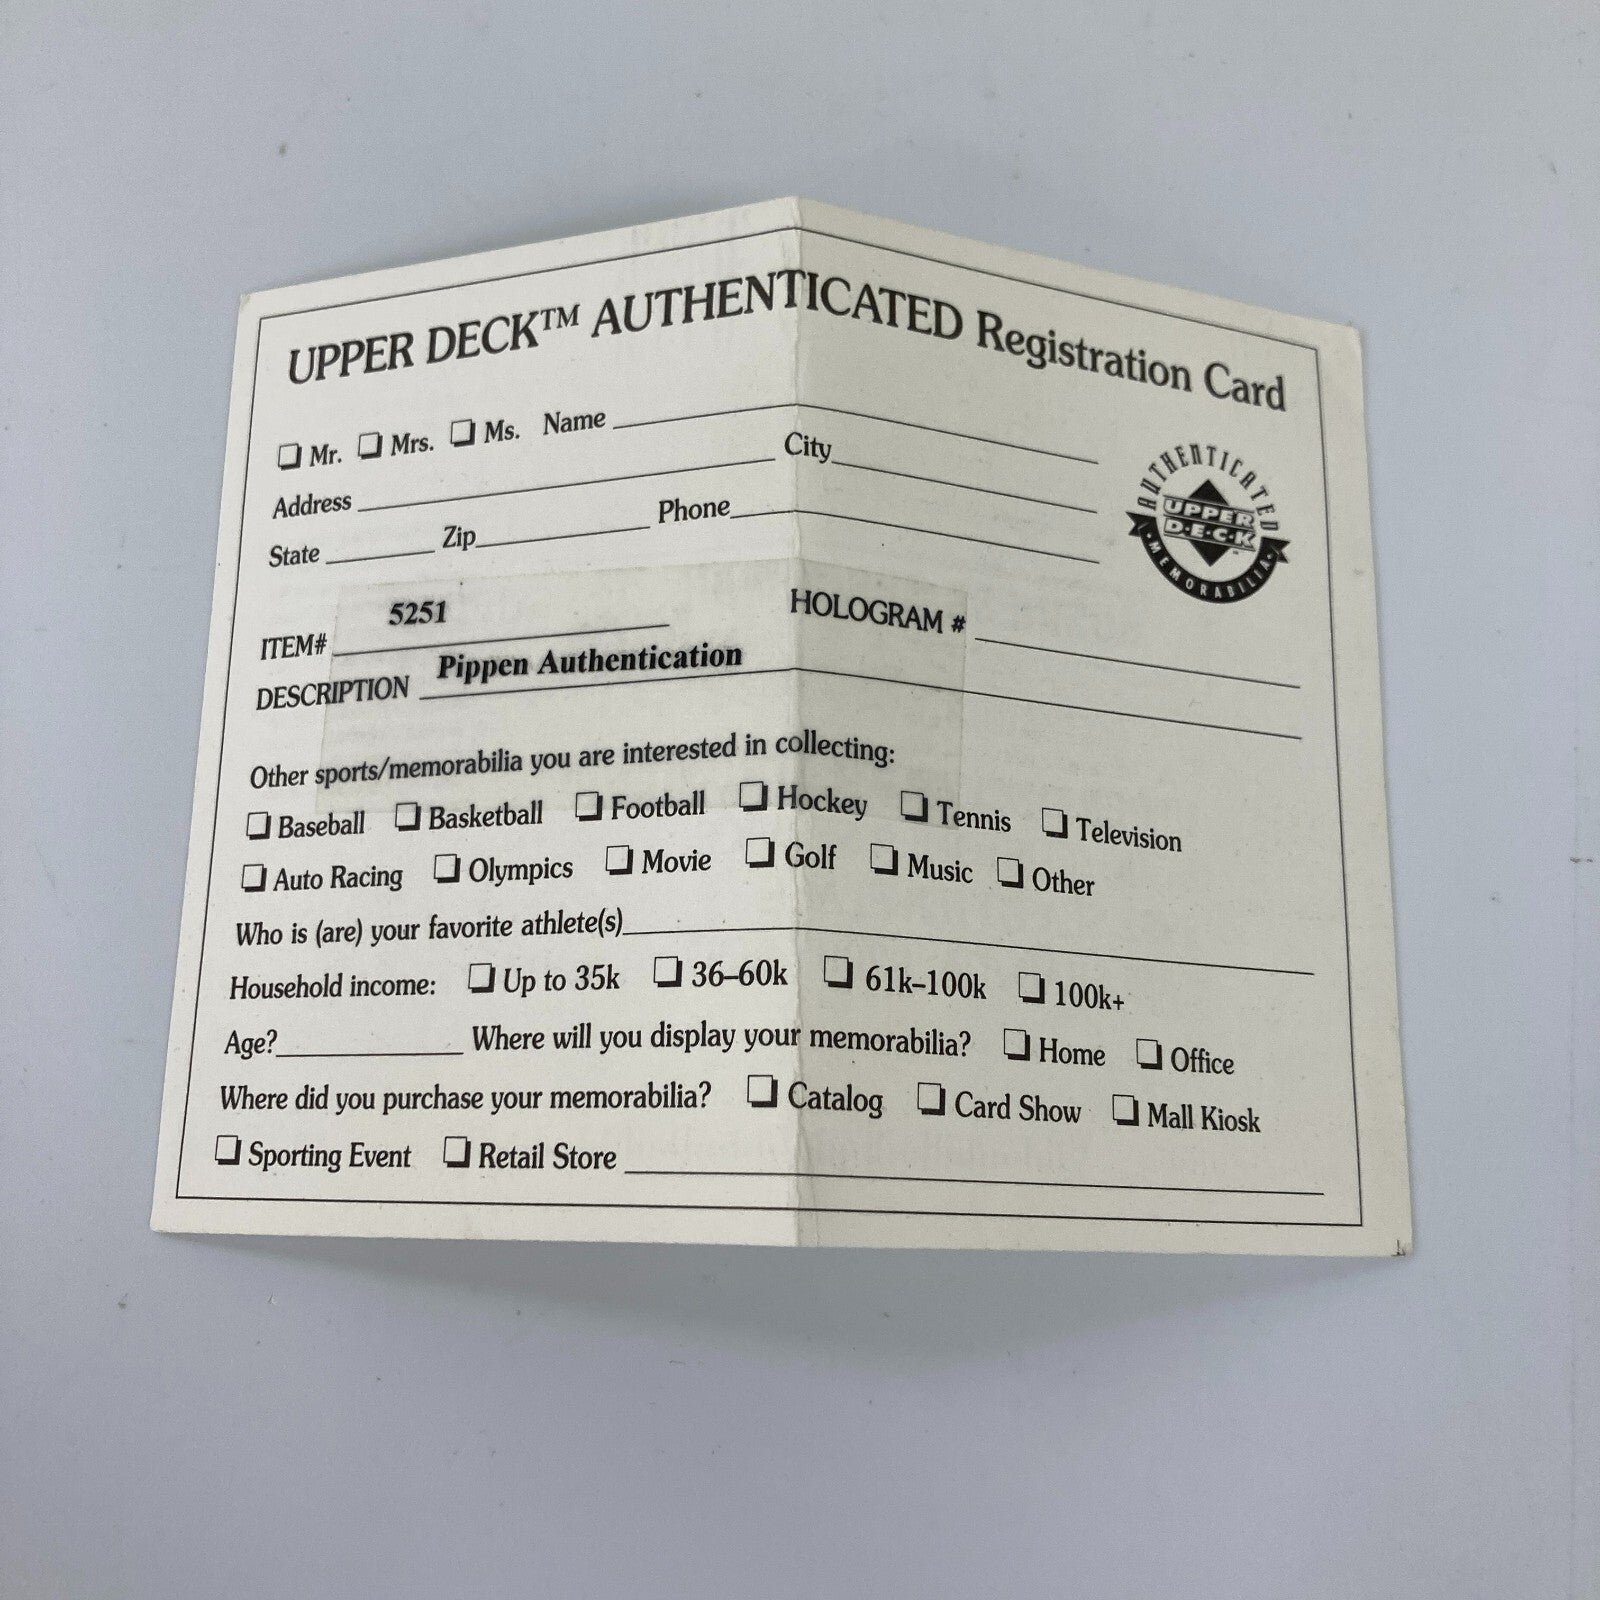 UPPER DECK™ AUTHENTICATED Registration Card
❏ Mr. ❏ Mrs. ❏ Ms. Name
Address City
State Zip Phone
AUTHENTICATED
UPPER
D·E·C·K
·MEMORABILIA·
5251
ITEM# HOLOGRAM #
Pippen Authentication
DESCRIPTION
Other sports/memorabilia you are interested in collecting:
❏ Baseball ❏ Basketball ❏ Football ❏ Hockey ❏ Tennis ❏ Television
❏ Auto Racing ❏ Olympics ❏ Movie ❏ Golf ❏ Music ❏ Other
Who is (are) your favorite athlete(s)
Household income: ❏ Up to 35k ❏ 36–60k ❏ 61k–100k ❏ 100k+
Age? Where will you display your memorabilia? ❏ Home ❏ Office
Where did you purchase your memorabilia? ❏ Catalog ❏ Card Show ❏ Mall Kiosk
❏ Sporting Event ❏ Retail Store